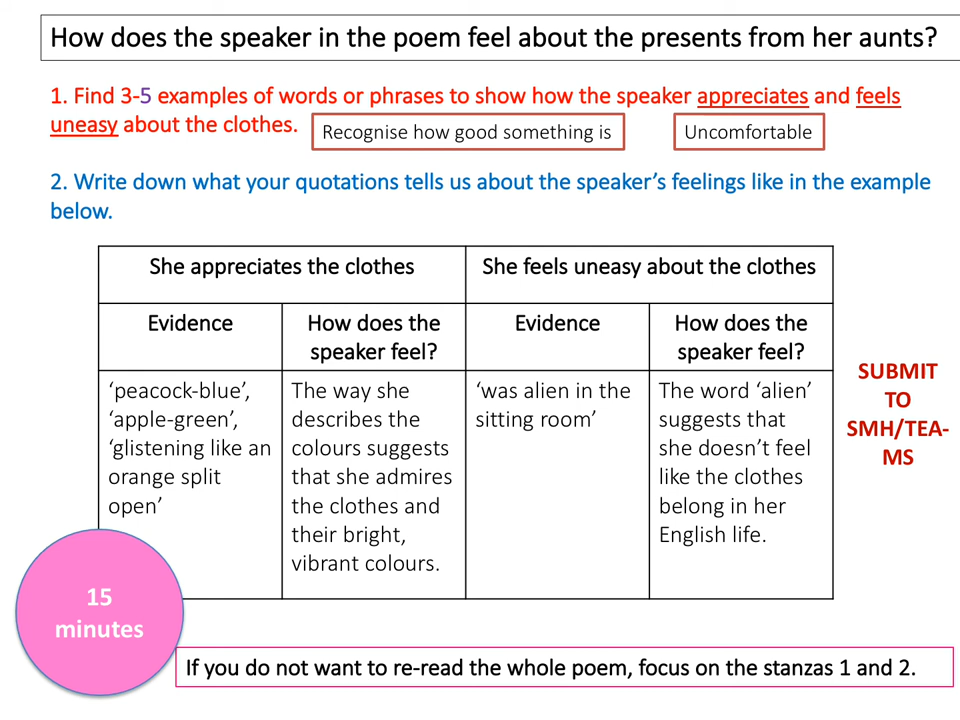 How does the speaker in the poem feel about the presents from her aunts?
1. Find 3-5 examples of words or phrases to show how the speaker appreciates and feels
uneasy about the clothes.
Recognise how good something is
Uncomfortable
2. Write down what your quotations tells us about the speaker’s feelings like in the example
below.
She appreciates the clothes
She feels uneasy about the clothes
Evidence
How does the
speaker feel?
Evidence
How does the
speaker feel?
‘peacock-blue’,
‘apple-green’,
‘glistening like an
orange split
open’
The way she
describes the
colours suggests
that she admires
the clothes and
their bright,
vibrant colours.
‘was alien in the
sitting room’
The word ‘alien’
suggests that
she doesn’t feel
like the clothes
belong in her
English life.
SUBMIT
TO
SMH/TEA-
MS
15
minutes
If you do not want to re-read the whole poem, focus on the stanzas 1 and 2.